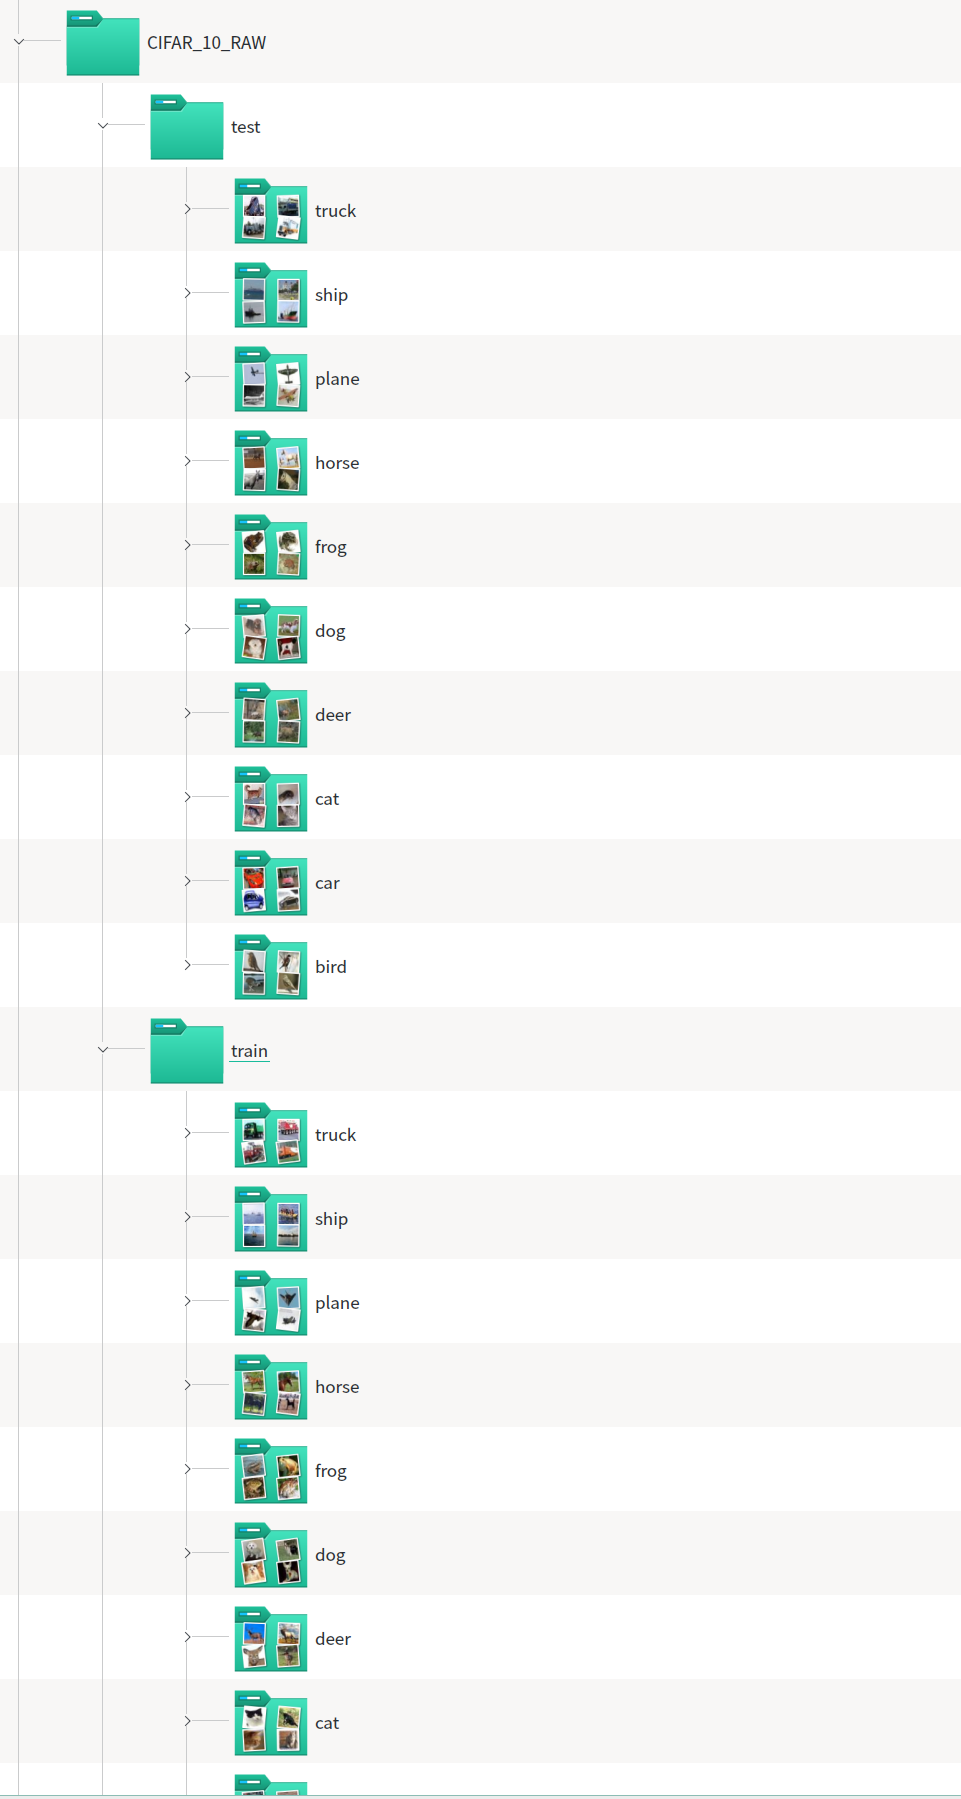 CIFAR_10_RAW
test
truck
ship
plane
horse
frog
dog
deer
cat
car
bird
train
truck
ship
plane
horse
frog
dog
deer
cat